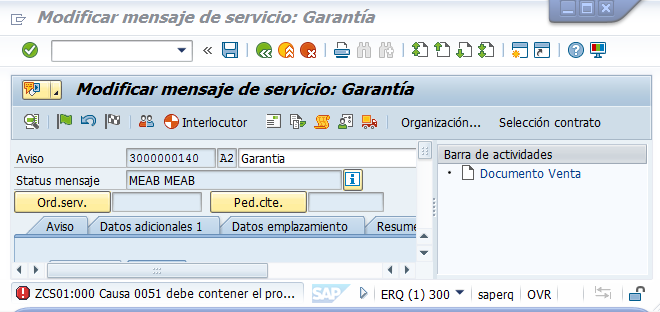 Modificar mensaje de servicio: Garantía
Modificar mensaje de servicio: Garantía
Interlocutor Organización... Selección contrato
Aviso 3000000140 A2 Garantia
Status mensaje MEAB MEAB
Ord.serv. Ped.clte.
Aviso Datos adicionales 1 Datos emplazamiento Resume
Barra de actividades
Documento Venta
ZCS01:000 Causa 0051 debe contener el pro... SAP ERQ (1) 300 saperq OVR